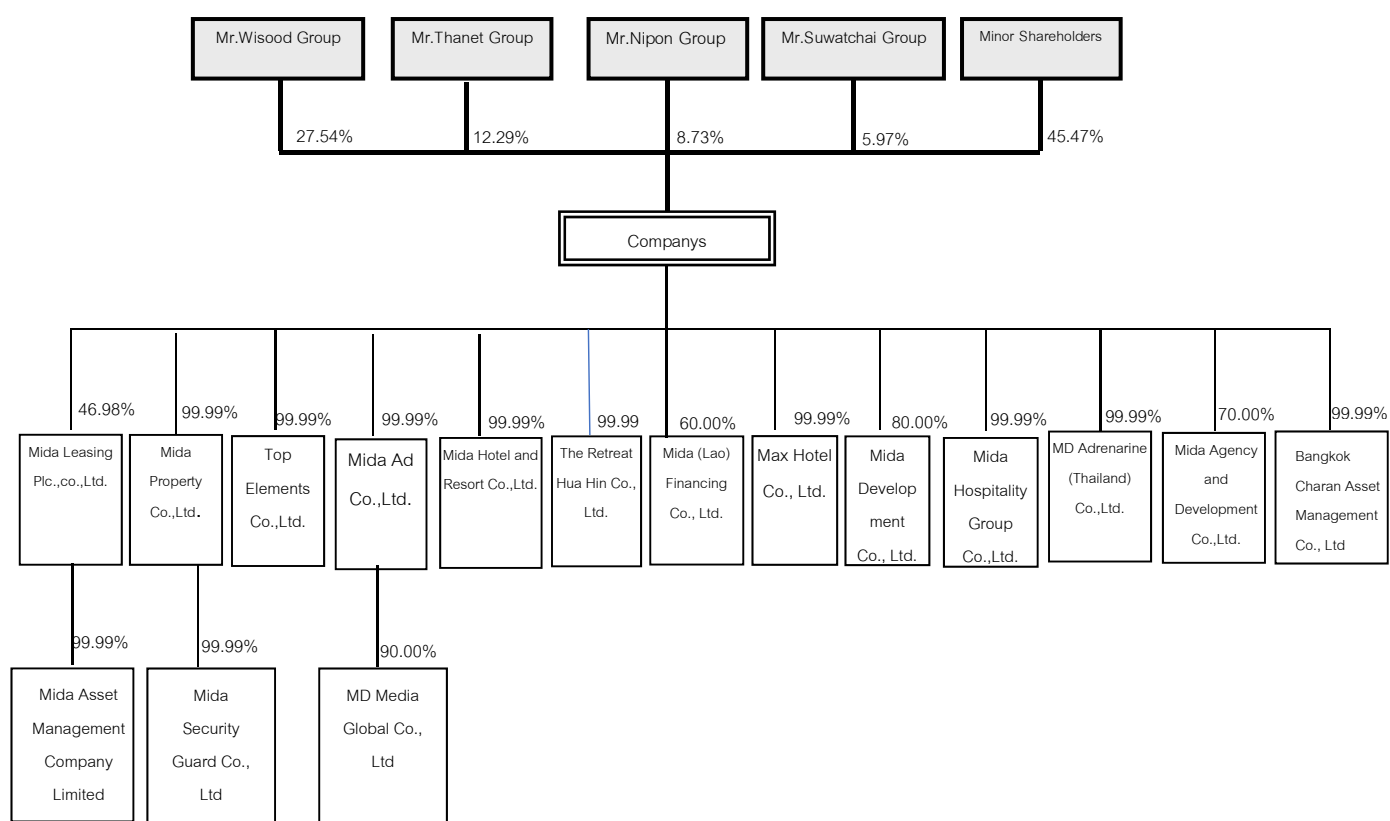 Mr.Wisood Group
Mr.Thanet Group
Mr.Nipon Group
Mr.Suwatchai Group
Minor Shareholders
27.54%
12.29%
8.73%
5.97%
45.47%
Companys
46.98%
99.99%
99.99%
99.99%
99.99%
99.99
60.00%
99.99%
80.00%
99.99%
99.99%
70.00%
99.99%
Mida Leasing
Plc.,co.,Ltd.
Mida
Property
Co.,Ltd.
Top
Elements
Co.,Ltd.
Mida Ad
Co.,Ltd.
Mida Hotel and
Resort Co.,Ltd.
The Retreat
Hua Hin Co.,
Ltd.
Mida (Lao)
Financing
Co., Ltd.
Max Hotel
Co., Ltd.
Mida
Develop
ment
Co., Ltd.
Mida
Hospitality
Group
Co.,Ltd.
MD Adrenarine
(Thailand)
Co.,Ltd.
Mida Agency
and
Development
Co.,Ltd.
Bangkok
Charan Asset
Management
Co., Ltd
99.99%
99.99%
90.00%
Mida Asset
Management
Company
Limited
Mida
Security
Guard Co.,
Ltd
MD Media
Global Co.,
Ltd